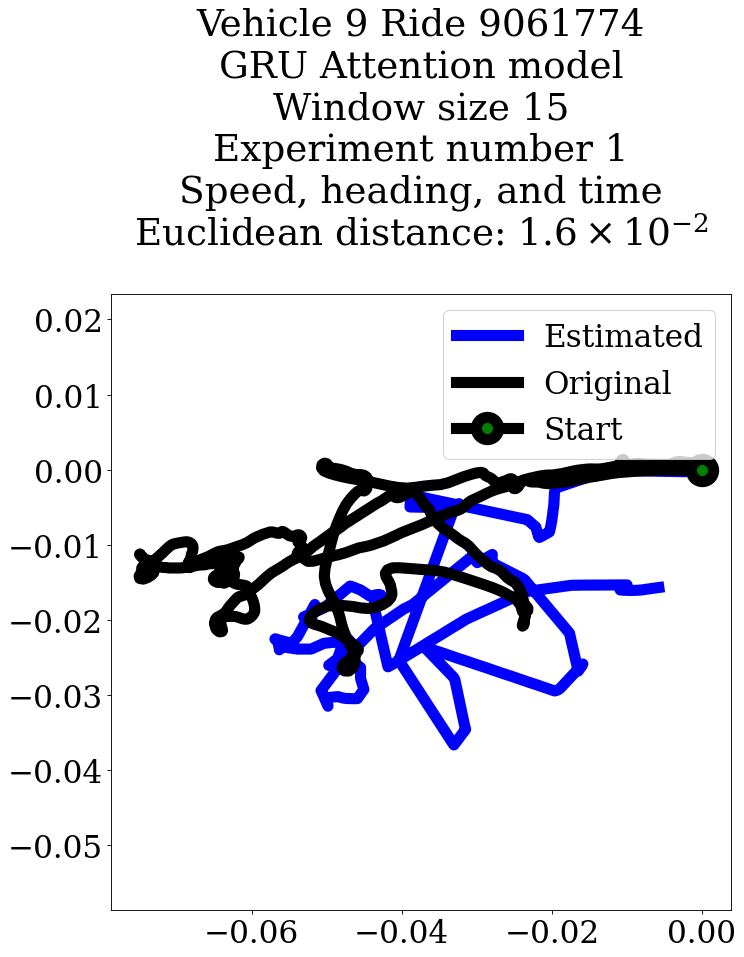 Vehicle 9 Ride 9061774
GRU Attention model
Window size 15
Experiment number 1
Speed, heading, and time
Euclidean distance: 1.6 × 10⁻²
Estimated
Original
Start
0.02
0.01
0.00
−0.01
−0.02
−0.03
−0.04
−0.05
−0.06 −0.04 −0.02 0.00